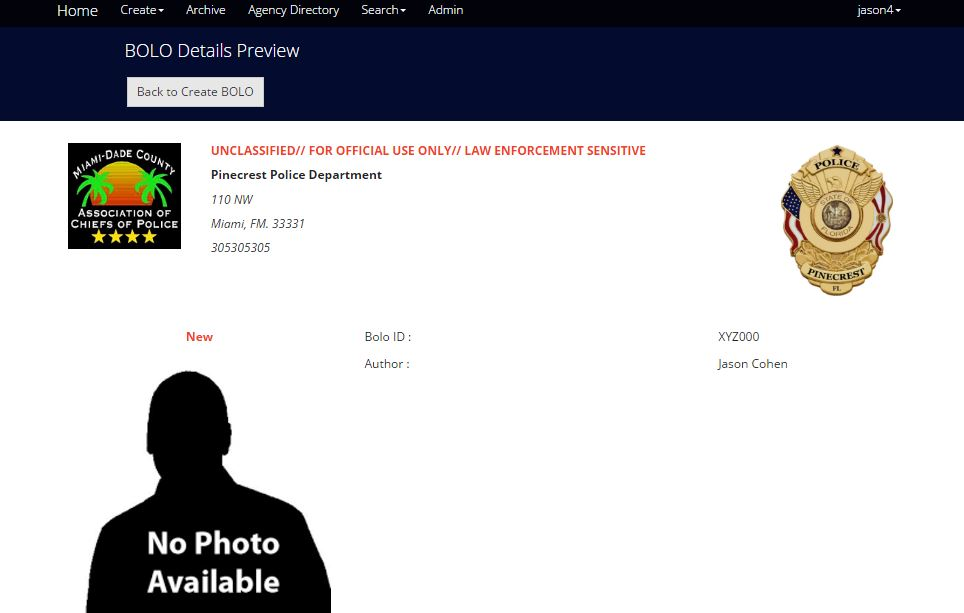 Home Create Archive Agency Directory Search Admin jason4
BOLO Details Preview
Back to Create BOLO
MIAMI-DADE COUNTY
ASSOCIATION OF
CHIEFS OF POLICE
UNCLASSIFIED// FOR OFFICIAL USE ONLY// LAW ENFORCEMENT SENSITIVE
Pinecrest Police Department
110 NW
Miami, FM. 33331
305305305
POLICE
STATE OF
FLORIDA
PINECREST
FL
New Bolo ID : XYZ000
Author : Jason Cohen
No Photo
Available